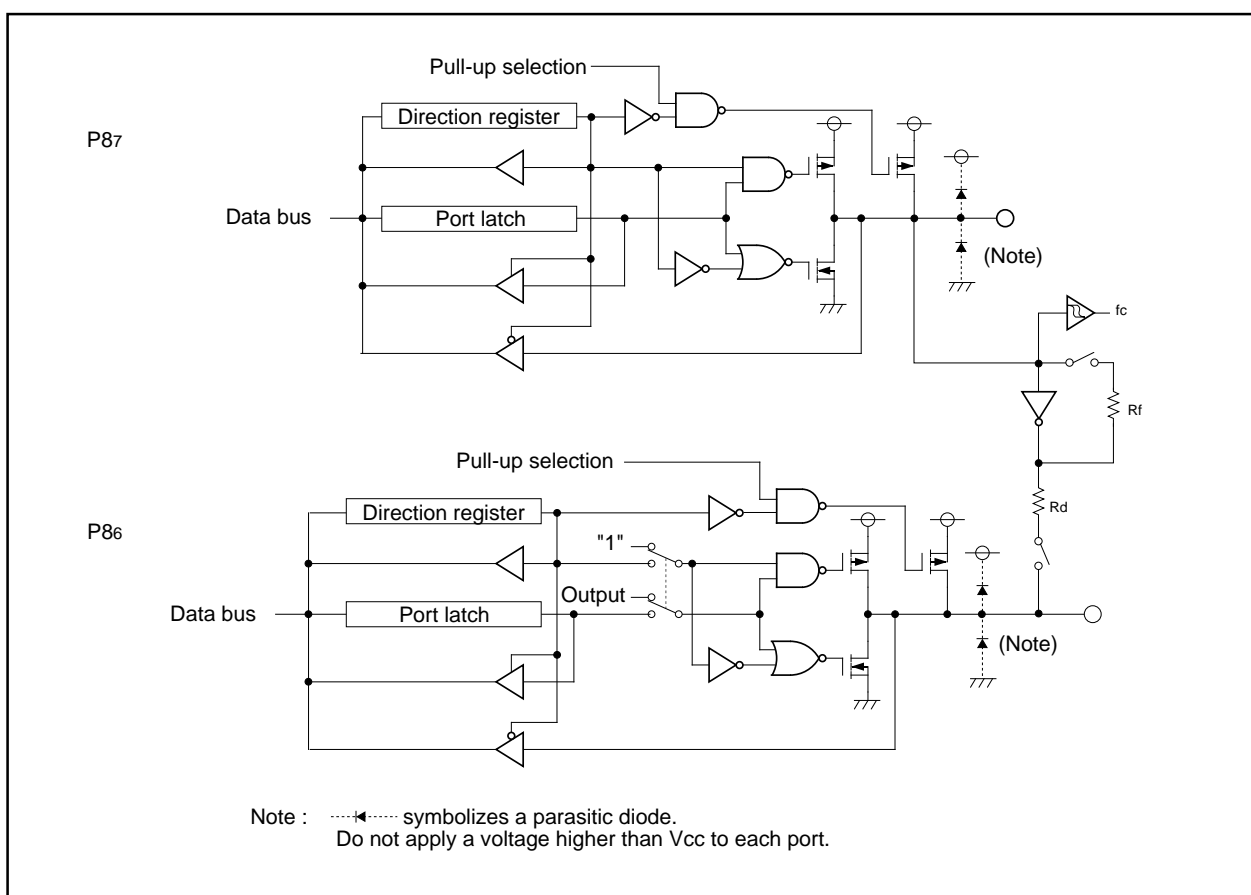 Pull-up selection
Direction register
P87
Data bus
Port latch
(Note)
fc
Rf
Pull-up selection
Rd
Direction register
P86
"1"
Output
Data bus
Port latch
(Note)
Note : symbolizes a parasitic diode.
Do not apply a voltage higher than Vcc to each port.